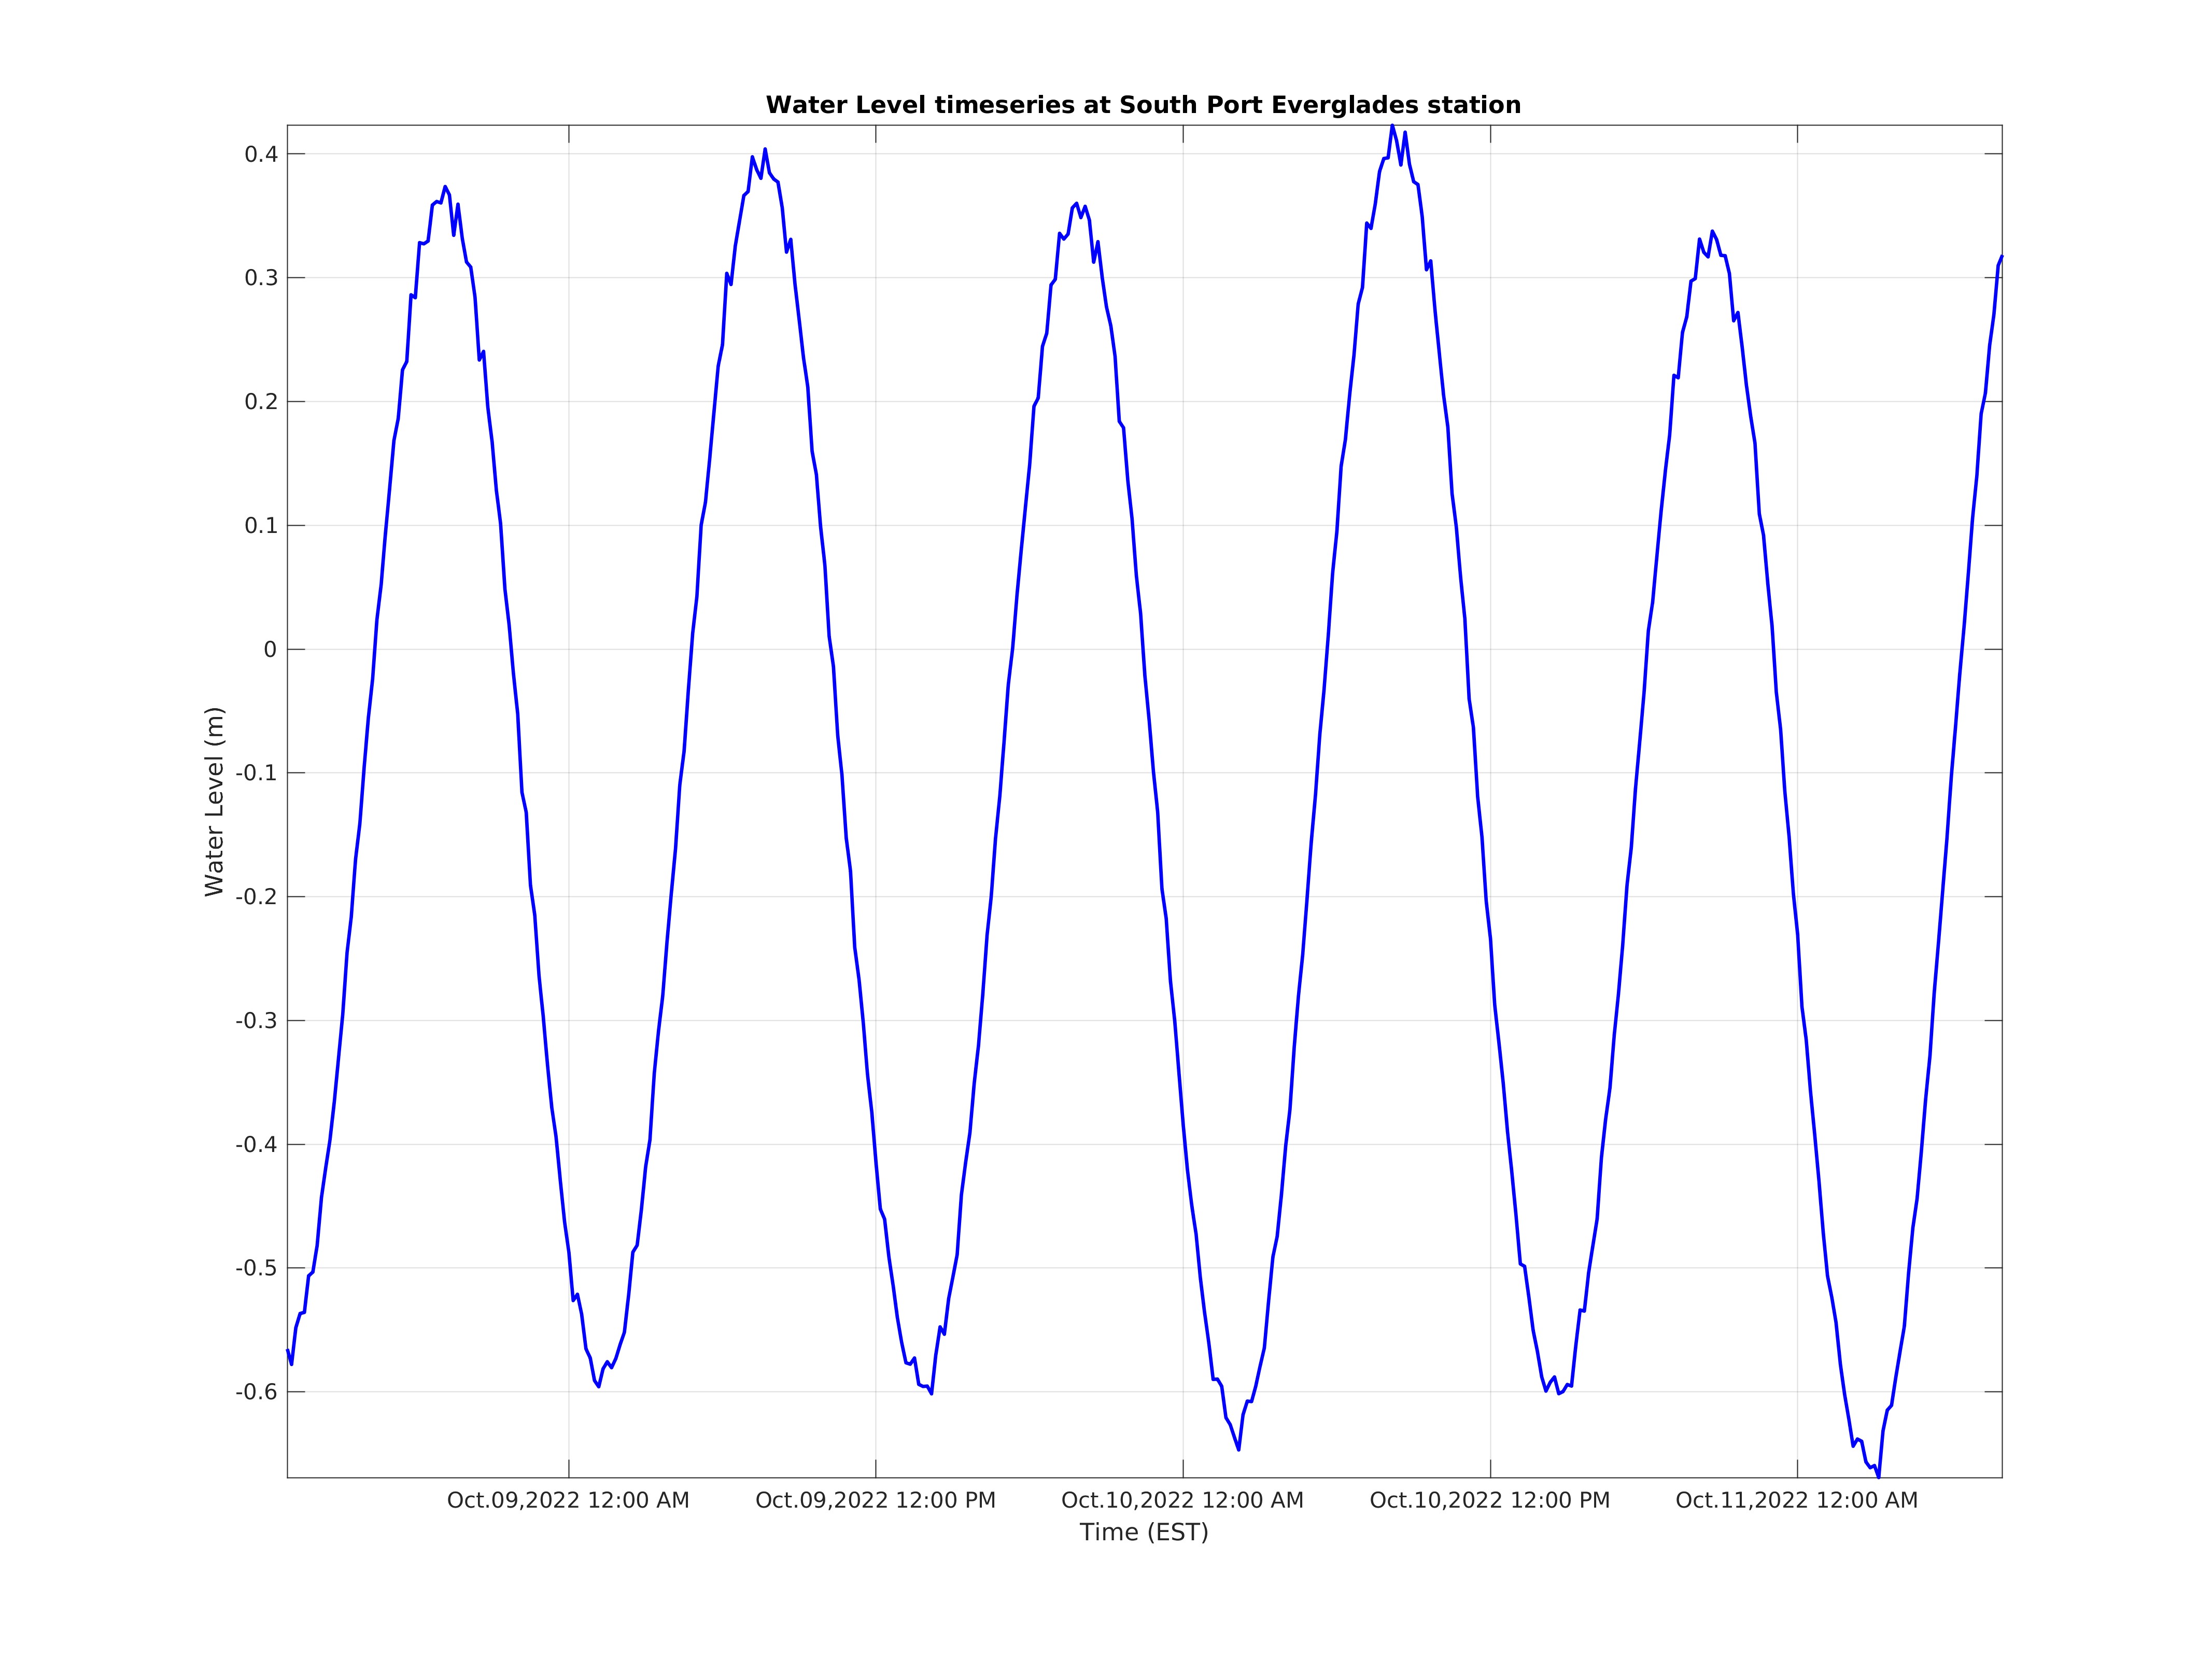 Water Level timeseries at South Port Everglades station
0.4
0.3
0.2
0.1
0
-0.1
-0.2
-0.3
-0.4
-0.5
-0.6
Water Level (m)
Oct.09,2022 12:00 AM Oct.09,2022 12:00 PM Oct.10,2022 12:00 AM Oct.10,2022 12:00 PM Oct.11,2022 12:00 AM
Time (EST)